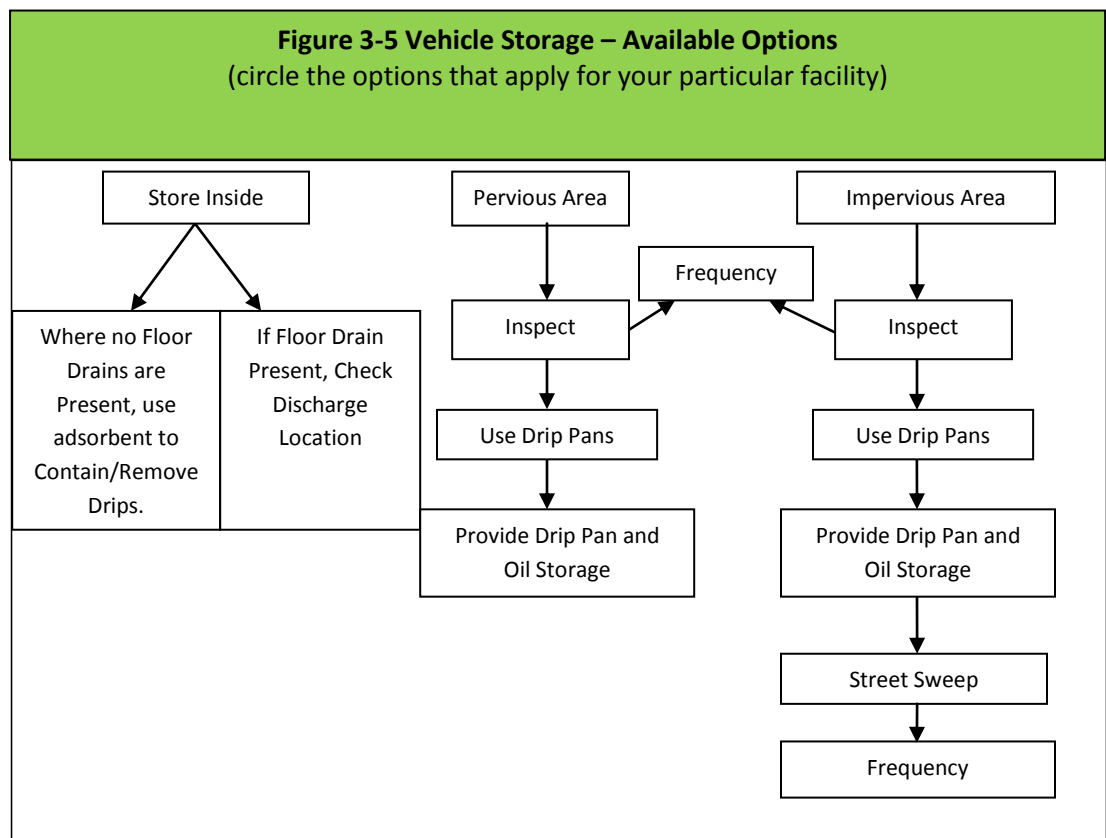 Figure 3-5 Vehicle Storage – Available Options
(circle the options that apply for your particular facility)
Store Inside
Pervious Area
Impervious Area
Frequency
Where no Floor
Drains are
Present, use
adsorbent to
Contain/Remove
Drips.
If Floor Drain
Present, Check
Discharge
Location
Inspect
Inspect
Use Drip Pans
Use Drip Pans
Provide Drip Pan and
Oil Storage
Provide Drip Pan and
Oil Storage
Street Sweep
Frequency